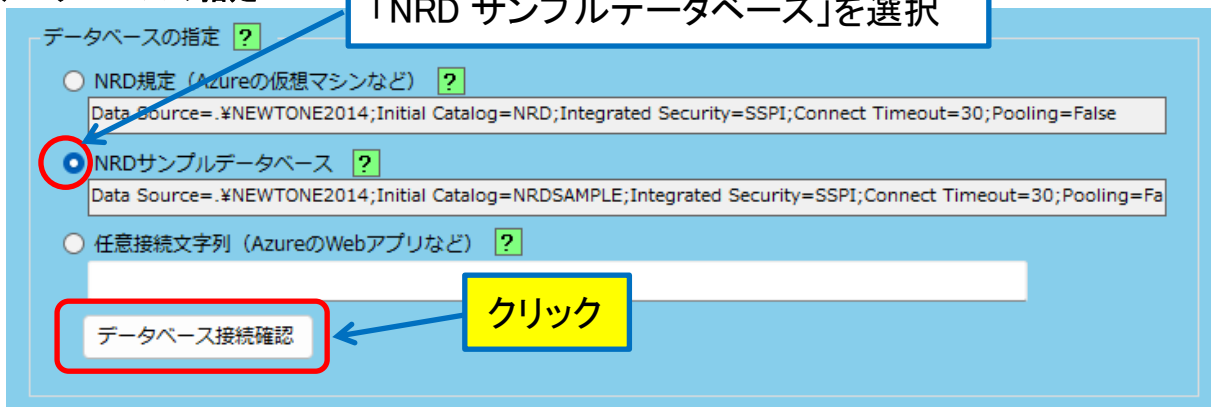 の指定
「NRD サンプルデータベース」を選択
データベースの指定 ?
NRD規定(Azureの仮想マシンなど) ?
Data Source=.¥NEWTONE2014;Initial Catalog=NRD;Integrated Security=SSPI;Connect Timeout=30;Pooling=False
NRDサンプルデータベース ?
Data Source=.¥NEWTONE2014;Initial Catalog=NRDSAMPLE;Integrated Security=SSPI;Connect Timeout=30;Pooling=Fa
任意接続文字列(AzureのWebアプリなど) ?
クリック
データベース接続確認